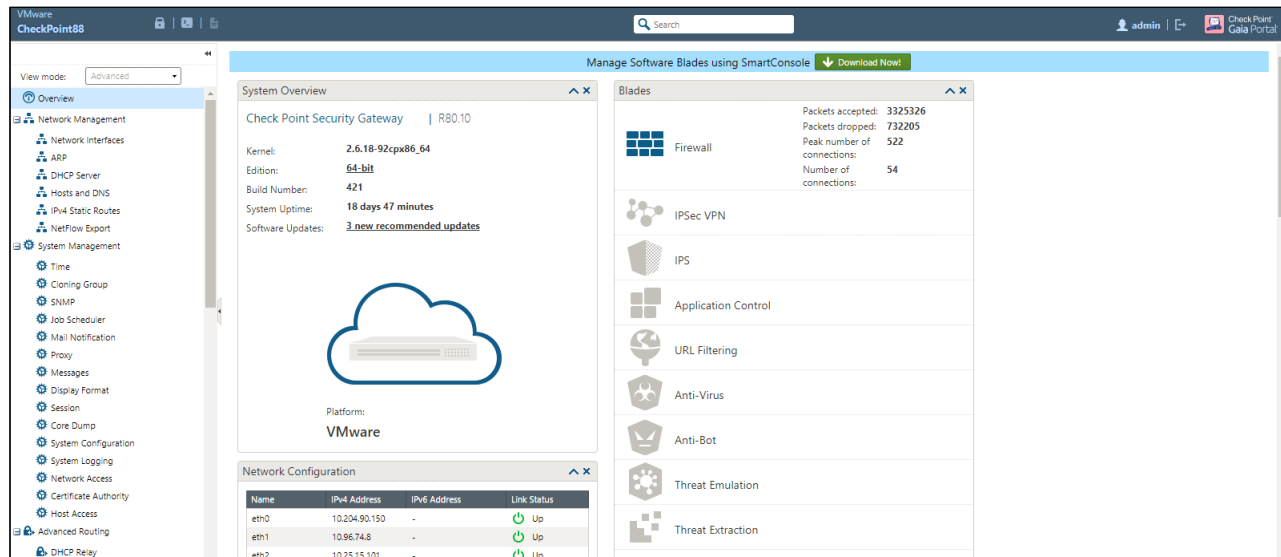 VMware
CheckPoint88
Search
admin
Check Point
Gaia Portal
Manage Software Blades using SmartConsole Download Now!
View mode: Advanced
Overview
Network Management
Network Interfaces
ARP
DHCP Server
Hosts and DNS
IPv4 Static Routes
NetFlow Export
System Management
Time
Cloning Group
SNMP
Job Scheduler
Mail Notification
Proxy
Messages
Display Format
Session
Core Dump
System Configuration
System Logging
Network Access
Certificate Authority
Host Access
Advanced Routing
DHCP Relay
System Overview
Check Point Security Gateway | R80.10
Kernel: 2.6.18-92cpx86_64
Edition: 64-bit
Build Number: 421
System Uptime: 18 days 47 minutes
Software Updates: 3 new recommended updates
Platform:
VMware
Network Configuration
Name IPv4 Address IPv6 Address Link Status
eth0 10.204.90.150 - Up
eth1 10.96.74.8 - Up
eth2 10.25.15.101 - Up
Blades
Firewall
Packets accepted: 3325326
Packets dropped: 732205
Peak number of connections: 522
Number of connections: 54
IPSec VPN
IPS
Application Control
URL Filtering
Anti-Virus
Anti-Bot
Threat Emulation
Threat Extraction